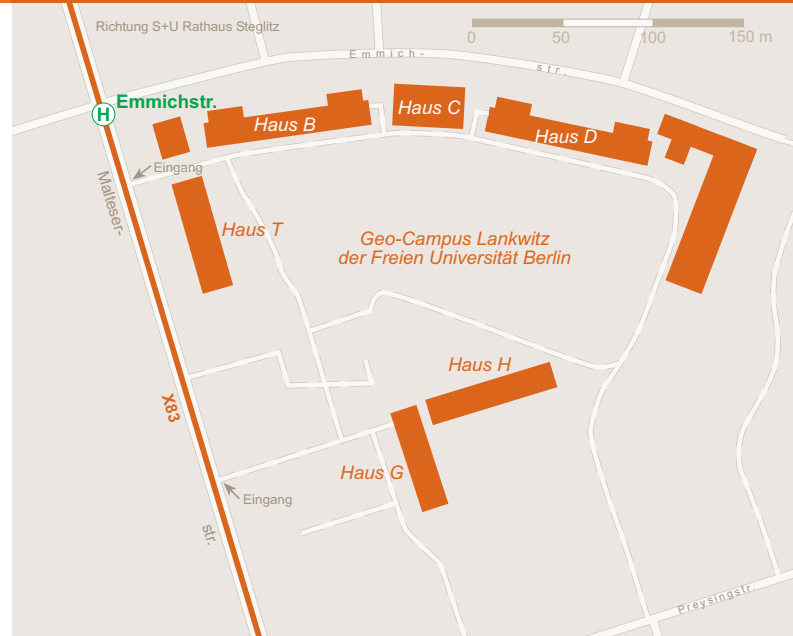 Richtung S+U Rathaus Steglitz
0 50 100 150 m
Emmich-
str.
Emmichstr.
H
Haus B
Haus C
Haus D
Eingang
Malteser-
Haus T
Geo-Campus Lankwitz
der Freien Universität Berlin
Haus H
X83
Haus G
Eingang
str.
Preysingstr.